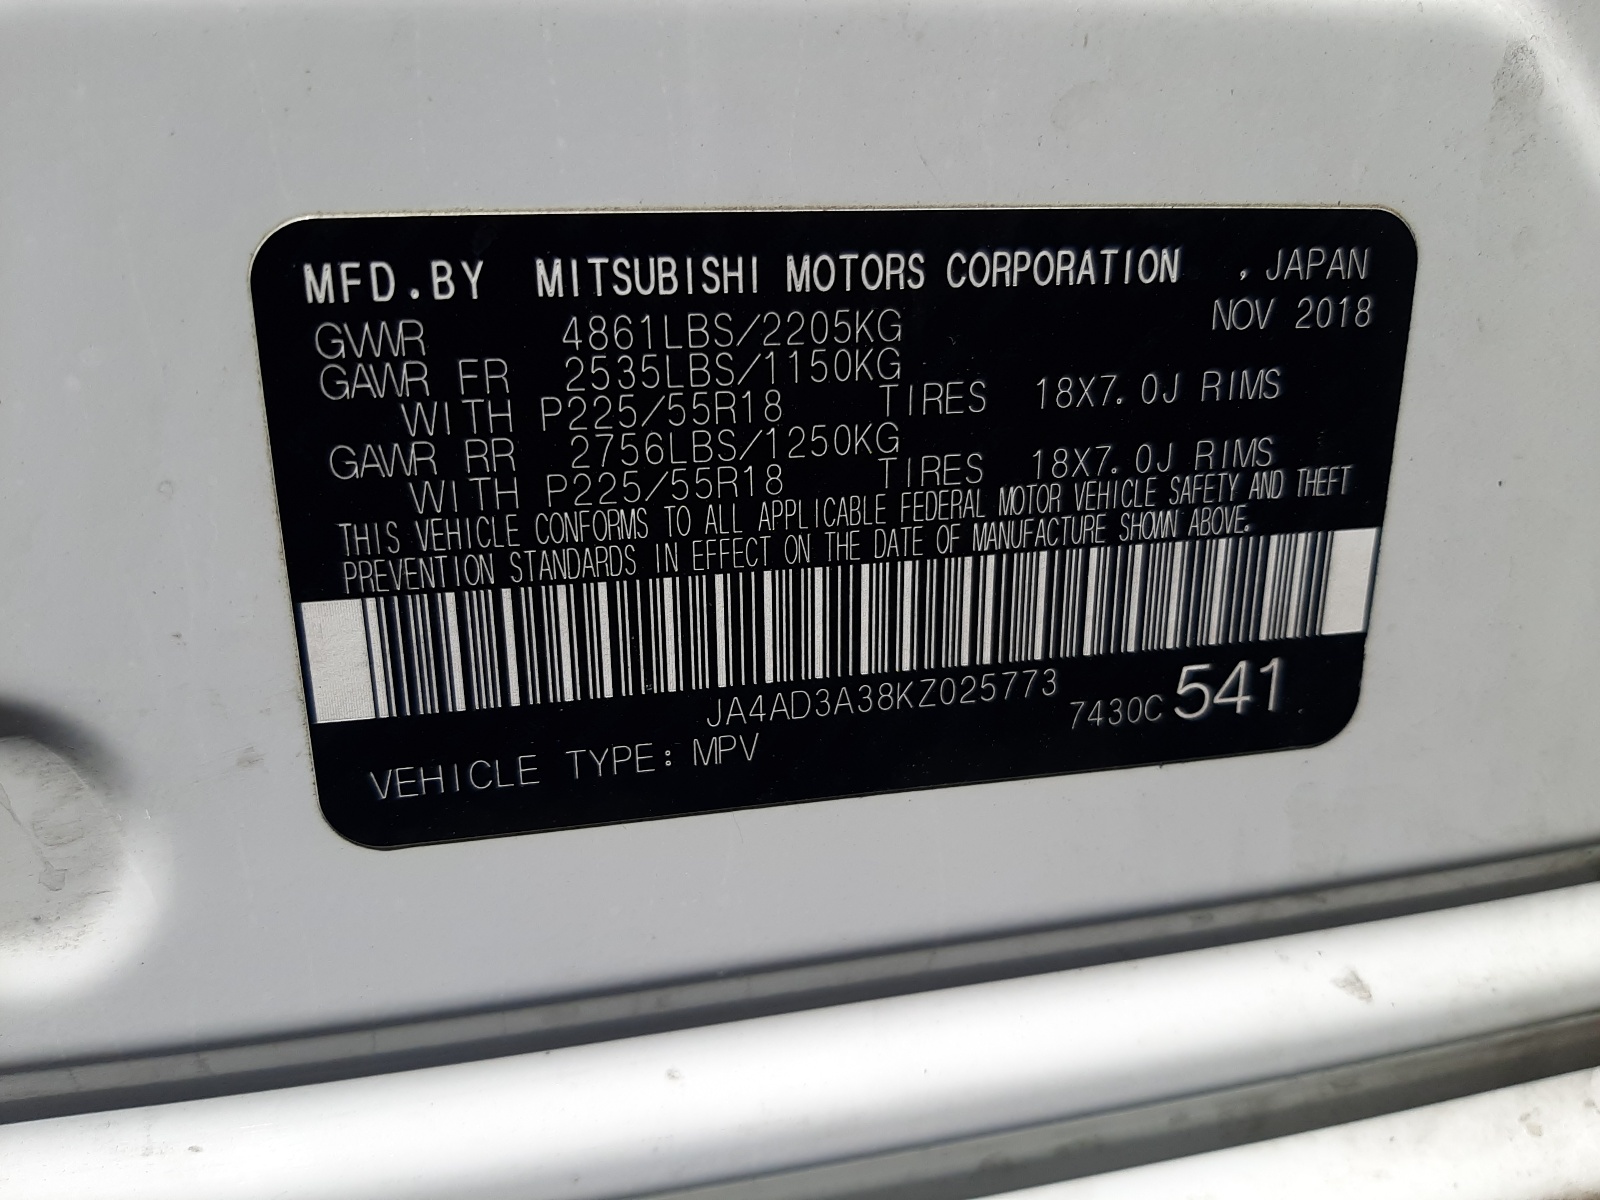 MFD.BY MITSUBISHI MOTORS CORPORATION , JAPAN
NOV 2018
GVWR 4861LBS/2205KG
GAWR FR 2535LBS/1150KG
WITH P225/55R18 TIRES 18X7.0J RIMS
GAWR RR 2756LBS/1250KG
WITH P225/55R18 TIRES 18X7.0J RIMS
THIS VEHICLE CONFORMS TO ALL APPLICABLE FEDERAL MOTOR VEHICLE SAFETY AND THEFT
PREVENTION STANDARDS IN EFFECT ON THE DATE OF MANUFACTURE SHOWN ABOVE.
JA4AD3A38KZ025773
7430C 541
VEHICLE TYPE: MPV